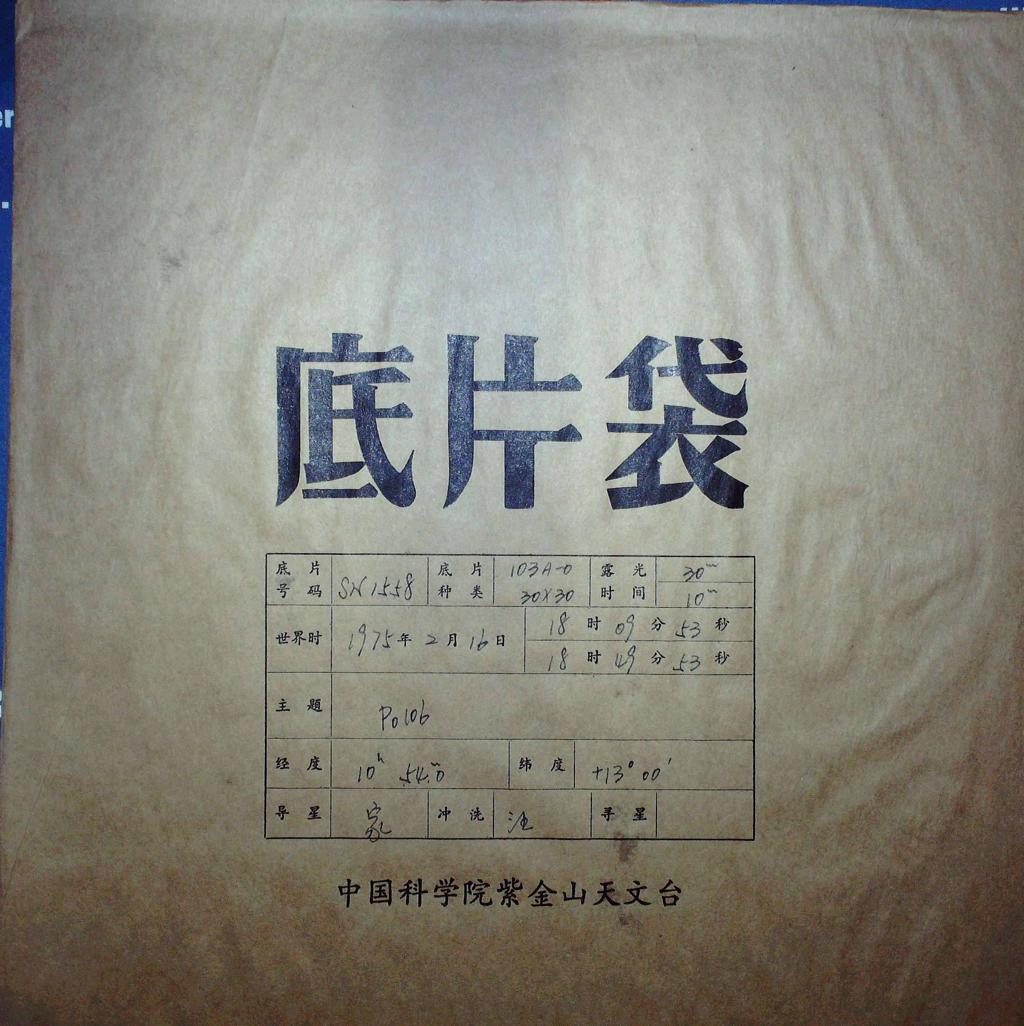 底片袋
底片号码 SN1558 底片种类 103A-O 30×30 露光时间 30ᵐ 10ᵐ
世界时 1975年2月16日 18时09分53秒
18时49分53秒
主题 Po106
经度 10ʰ 54ᵐ.0 纬度 +13°00′
导星 家 冲洗 汪 寻星
中国科学院紫金山天文台